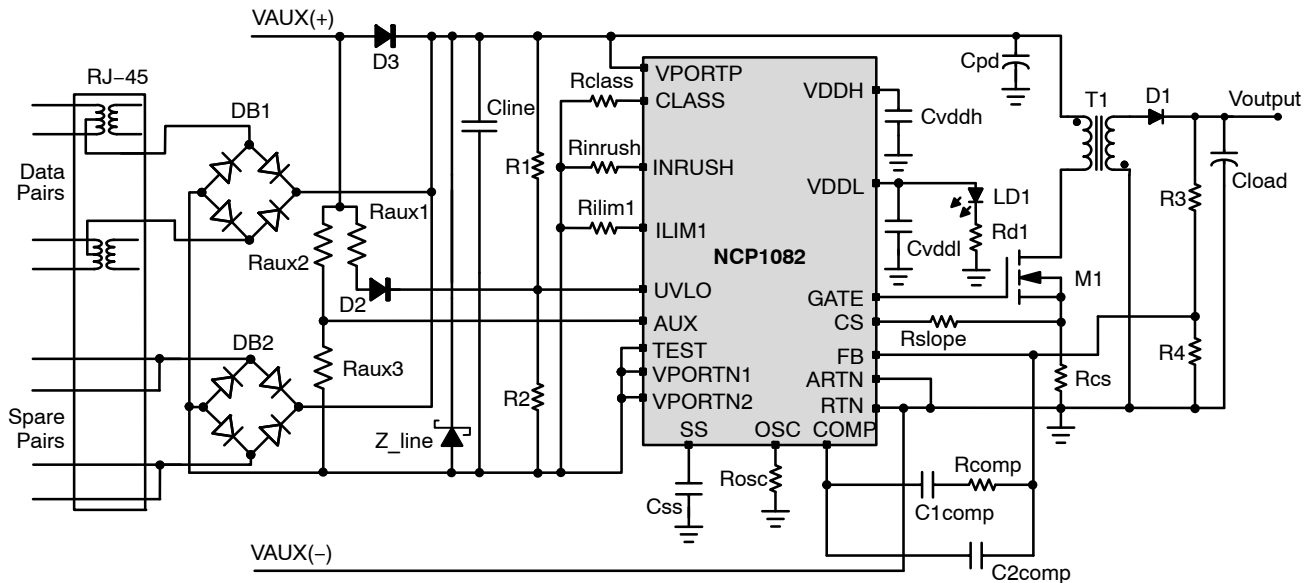 VAUX(+)
D3
RJ−45
DB1
Data
Pairs
Raux1
Raux2
D2
Cline
R1
Rclass
Rinrush
Rilim1
VPORTP
CLASS
INRUSH
ILIM1
NCP1082
UVLO
AUX
TEST
VPORTN1
VPORTN2
SS
OSC
COMP
VDDH
VDDL
GATE
CS
FB
ARTN
RTN
Cvddh
Cvddl
LD1
Rd1
Cpd
T1
D1
Voutput
Cload
R3
M1
Rslope
Rcs
R4
DB2
Raux3
R2
Spare
Pairs
Z_line
Css
Rosc
Rcomp
C1comp
C2comp
VAUX(−)